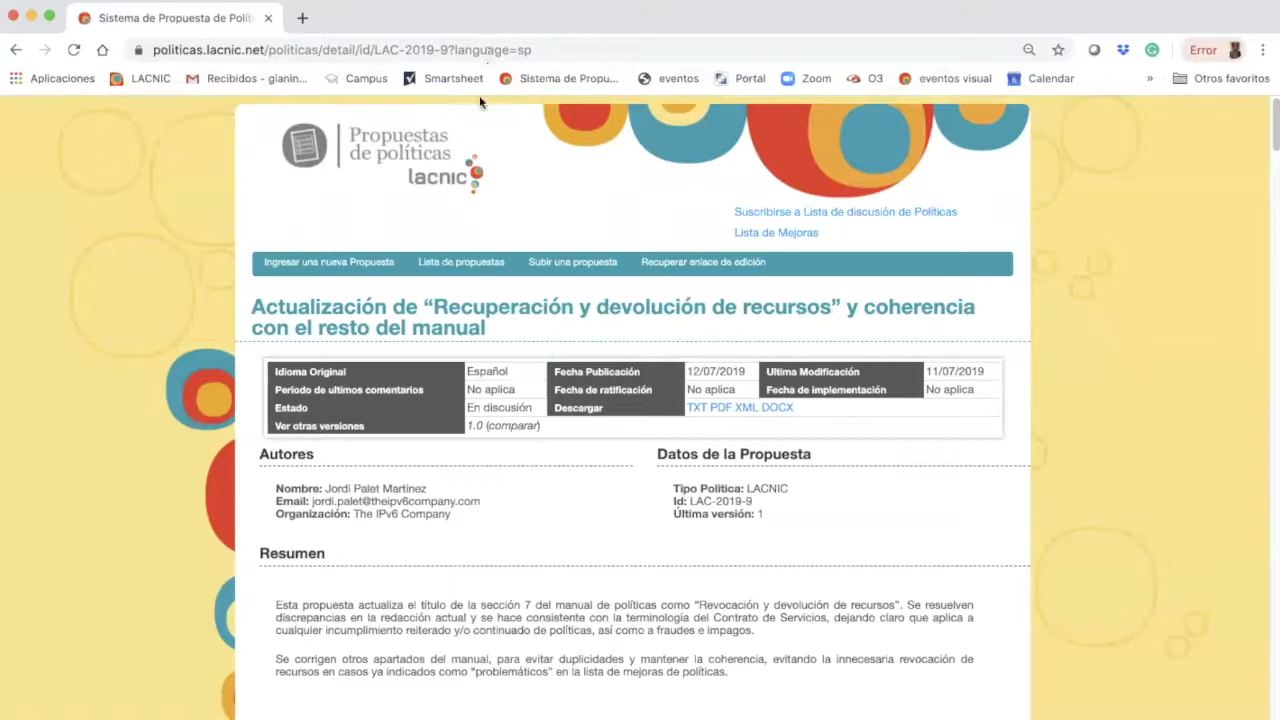 Sistema de Propuesta de Polít
politicas.lacnic.net/politicas/detail/id/LAC-2019-9?language=sp
Error
Aplicaciones
LACNIC
Recibidos - gianin...
Campus
Smartsheet
Sistema de Propu...
eventos
Portal
Zoom
O3
eventos visual
Calendar
»
Otros favoritos
Propuestas
de políticas
lacnic
Suscribirse a Lista de discusión de Políticas
Lista de Mejoras
Ingresar una nueva Propuesta
Lista de propuestas
Subir una propuesta
Recuperar enlace de edición
Actualización de “Recuperación y devolución de recursos” y coherencia
con el resto del manual
Idioma Original Español Fecha Publicación 12/07/2019 Ultima Modificación 11/07/2019
Periodo de ultimos comentarios No aplica Fecha de ratificación No aplica Fecha de implementación No aplica
Estado En discusión Descargar TXT PDF XML DOCX
Ver otras versiones 1.0 (comparar)
Autores
Nombre: Jordi Palet Martinez
Email: jordi.palet@theipv6company.com
Organización: The IPv6 Company
Datos de la Propuesta
Tipo Politica: LACNIC
Id: LAC-2019-9
Última versión: 1
Resumen
Esta propuesta actualiza el título de la sección 7 del manual de políticas como "Revocación y devolución de recursos". Se resuelven
discrepancias en la redacción actual y se hace consistente con la terminología del Contrato de Servicios, dejando claro que aplica a
cualquier incumplimiento reiterado y/o continuado de políticas, así como a fraudes e impagos.
Se corrigen otros apartados del manual, para evitar duplicidades y mantener la coherencia, evitando la innecesaria revocación de
recursos en casos ya indicados como “problemáticos” en la lista de mejoras de políticas.